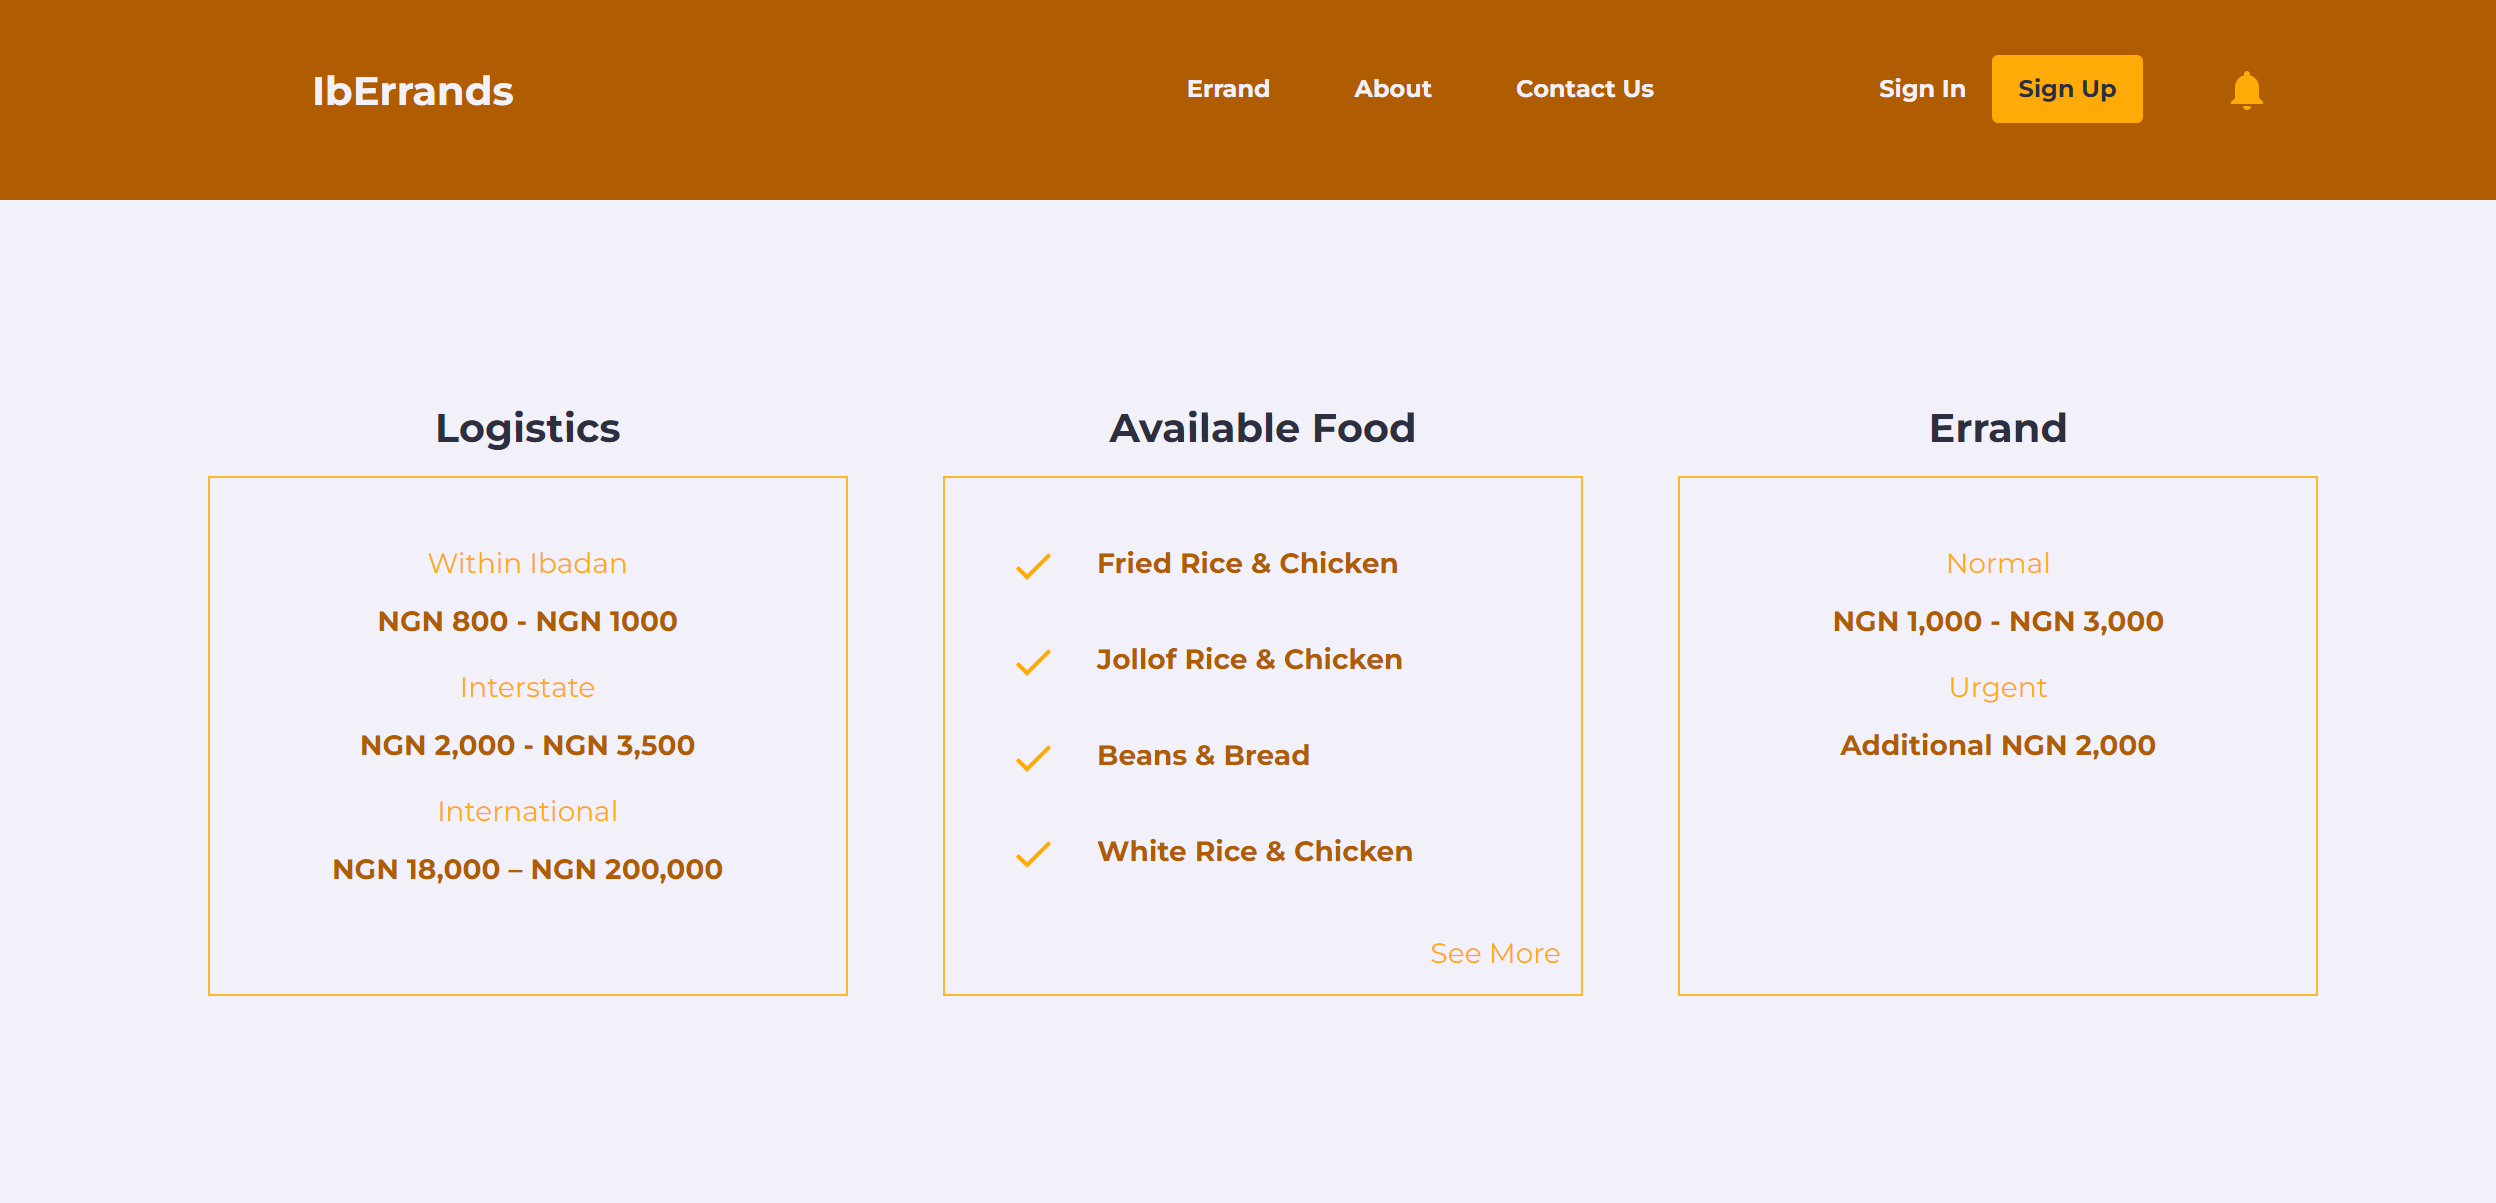 IbErrands
Errand
About
Contact Us
Sign In
Sign Up
Logistics
Within Ibadan
NGN 800 - NGN 1000
Interstate
NGN 2,000 - NGN 3,500
International
NGN 18,000 – NGN 200,000
Available Food
Fried Rice & Chicken
Jollof Rice & Chicken
Beans & Bread
White Rice & Chicken
See More
Errand
Normal
NGN 1,000 - NGN 3,000
Urgent
Additional NGN 2,000